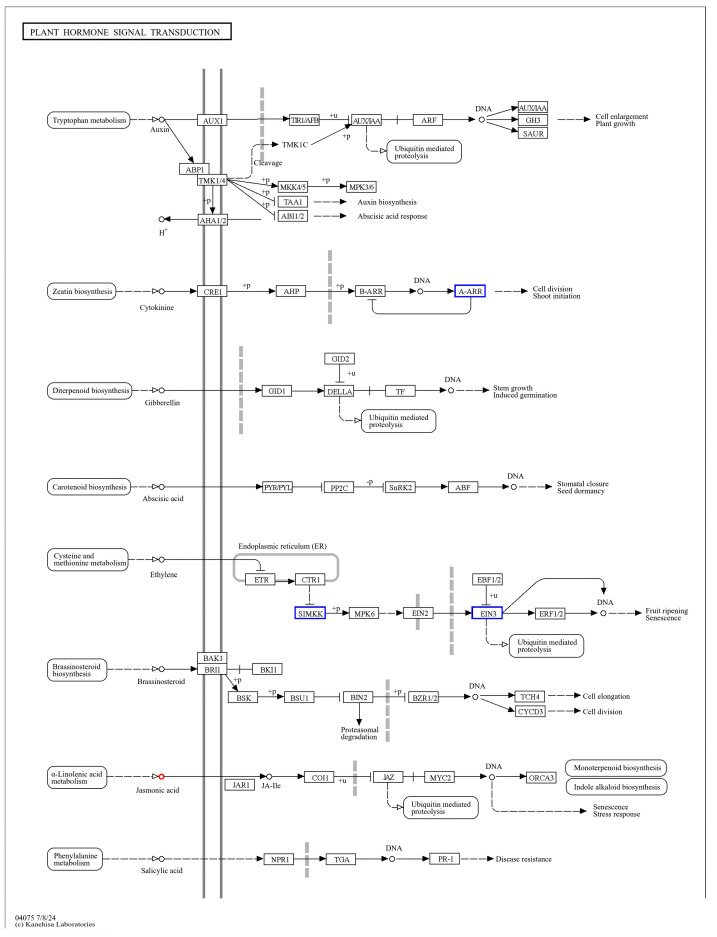 PLANT HORMONE SIGNAL TRANSDUCTION
Tryptophan metabolism
Auxin
AUX1
TIR1/AFB
+u
AUX/IAA
ARF
DNA
AUX/IAA
GH3
SAUR
Cell enlargement
Plant growth
TMK1C
+p
Cleavage
Ubiquitin mediated
proteolysis
ABP1
TMK1/4
+p
MKK4/5
+p
MPK3/6
+p
TAA1
Auxin biosynthesis
+p
ABI1/2
Abscisic acid response
+p
AHA1/2
H+
Zeatin biosynthesis
Cytokinine
CRE1
+p
AHP
+p
B-ARR
DNA
A-ARR
Cell division
Shoot initiation
Diterpenoid biosynthesis
Gibberellin
GID1
GID2
+u
DELLA
TF
DNA
Stem growth
Induced germination
Ubiquitin mediated
proteolysis
Carotenoid biosynthesis
Abscisic acid
PYR/PYL
PP2C
-p
SnRK2
ABF
DNA
Stomatal closure
Seed dormancy
Cysteine and
methionine metabolism
Ethylene
Endoplasmic reticulum (ER)
ETR
CTR1
SIMKK
+p
MPK6
EIN2
EBF1/2
+u
EIN3
ERF1/2
DNA
Fruit ripening
Senescence
Ubiquitin mediated
proteolysis
Brassinosteroid
biosynthesis
Brassinosteroid
BAK1
BRI1
BKI1
+p
BSK
+p
BSU1
BIN2
+p
BZR1/2
DNA
TCH4
Cell elongation
CYCD3
Cell division
Proteasomal
degradation
α-Linolenic acid
metabolism
Jasmonic acid
JAR1
JA-Ile
COI1
+u
JAZ
MYC2
DNA
ORCA3
Monoterpenoid biosynthesis
Indole alkaloid biosynthesis
Ubiquitin mediated
proteolysis
Senescence
Stress response
Phenylalanine
metabolism
Salicylic acid
NPR1
TGA
DNA
PR-1
Disease resistance
04075 7/8/24
(c) Kanehisa Laboratories